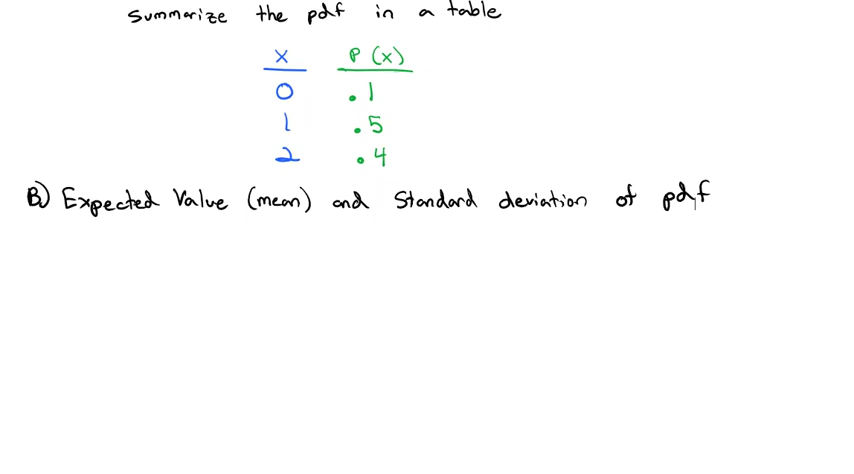 Summarize the pdf in a table
X P(x)
0 .1
1 .5
2 .4
B) Expected Value (mean) and Standard deviation of pdf